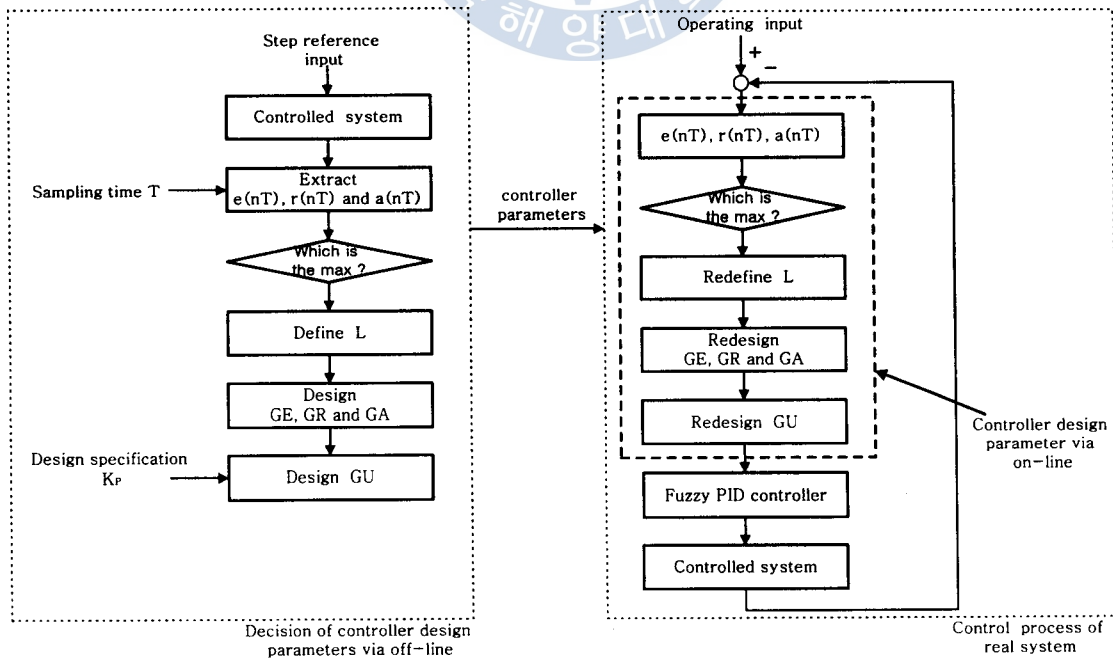 해양대
Step reference
input
Controlled system
Sampling time T
Extract
e(nT), r(nT) and a(nT)
Which is
the max ?
Define L
Design
GE, GR and GA
Design specification
KP
Design GU
Decision of controller design
parameters via off-line
controller
parameters
Operating input
+
−
e(nT), r(nT), a(nT)
Which is
the max ?
Redefine L
Redesign
GE, GR and GA
Redesign GU
Controller design
parameter via
on-line
Fuzzy PID controller
Controlled system
Control process of
real system